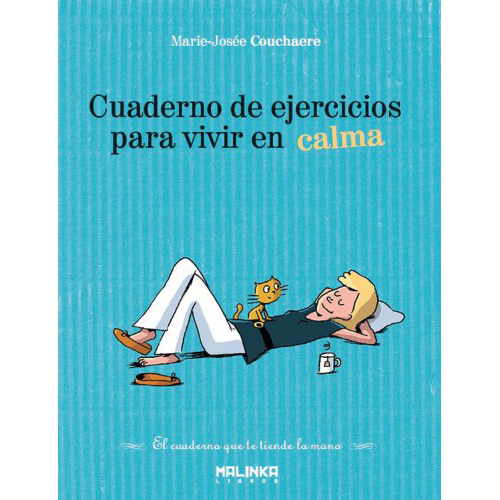 Marie-Josée Couchaere
Cuaderno de ejercicios
para vivir en calma
El cuaderno que te tiende la mano
MALINKA
LIBROS